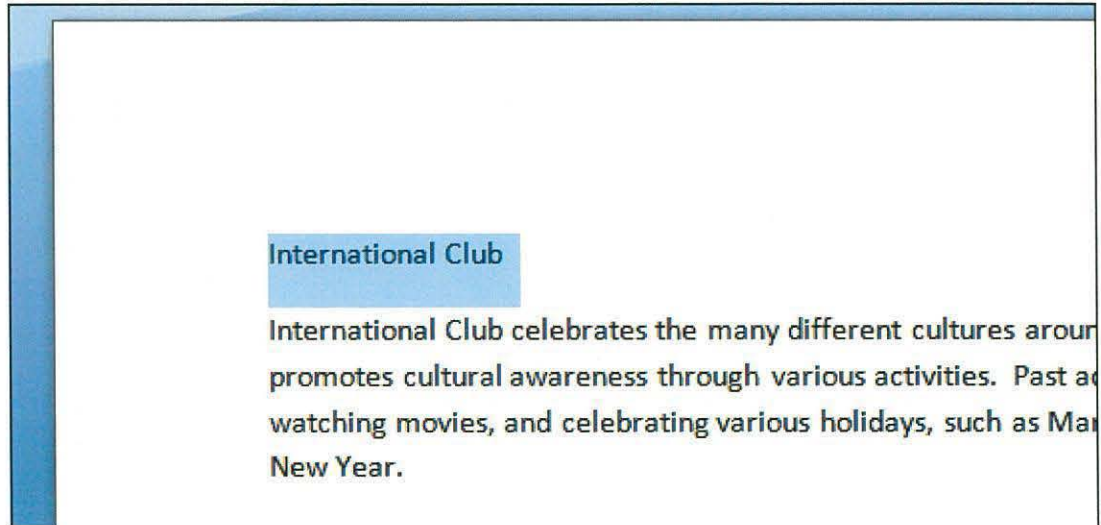 International Club
International Club celebrates the many different cultures
promotes cultural awareness through various activities.  Past
watching movies, and celebrating various holidays, such as
New Year.